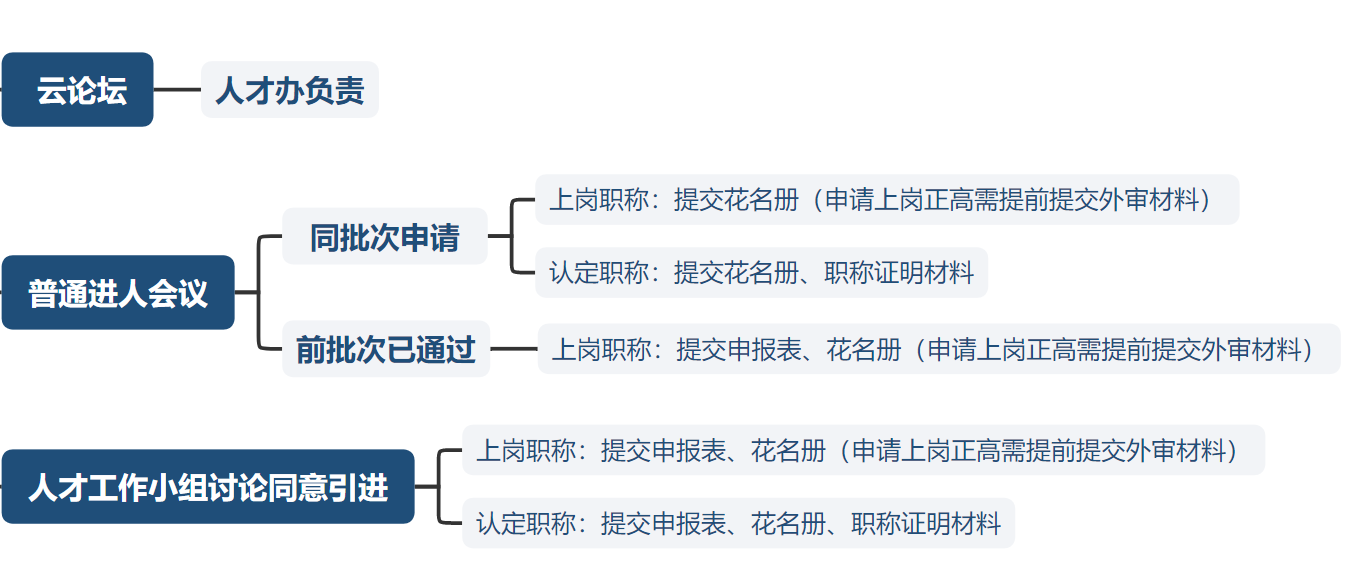 云论坛
人才办负责
普通进人会议
同批次申请
上岗职称：提交花名册（申请上岗正高需提前提交外审材料）
认定职称：提交花名册、职称证明材料
前批次已通过
上岗职称：提交申报表、花名册（申请上岗正高需提前提交外审材料）
人才工作小组讨论同意引进
上岗职称：提交申报表、花名册（申请上岗正高需提前提交外审材料）
认定职称：提交申报表、花名册、职称证明材料